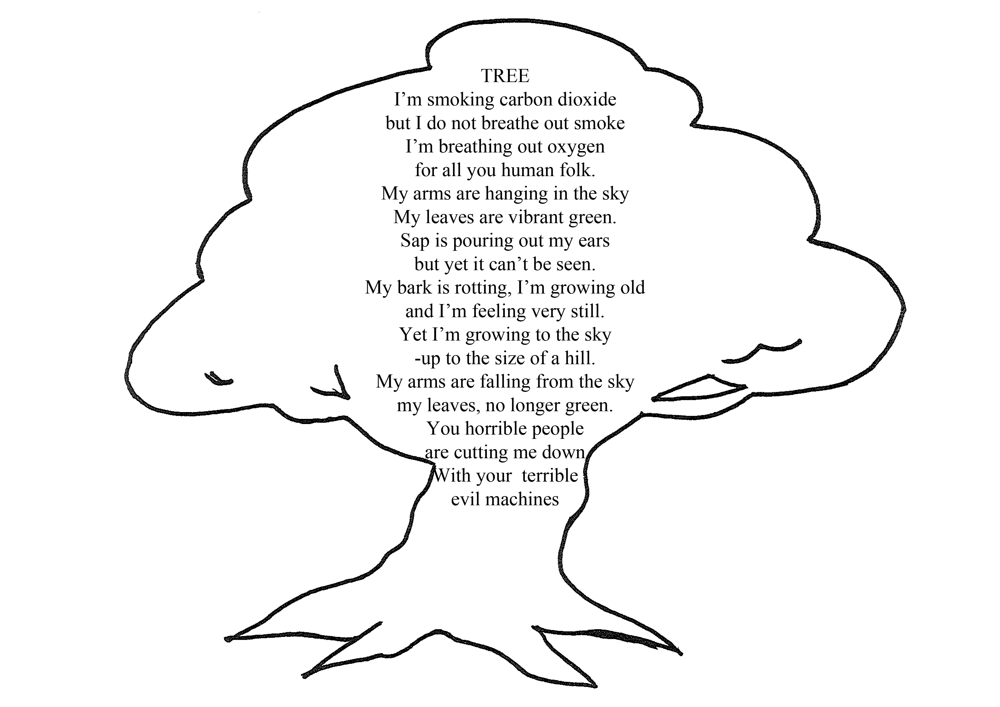 TREE
I’m smoking carbon dioxide
but I do not breathe out smoke
I’m breathing out oxygen
for all you human folk.
My arms are hanging in the sky
My leaves are vibrant green.
Sap is pouring out my ears
but yet it can’t be seen.
My bark is rotting, I’m growing old
and I’m feeling very still.
Yet I’m growing to the sky
-up to the size of a hill.
My arms are falling from the sky
my leaves, no longer green.
You horrible people
are cutting me down
With your  terrible
evil machines